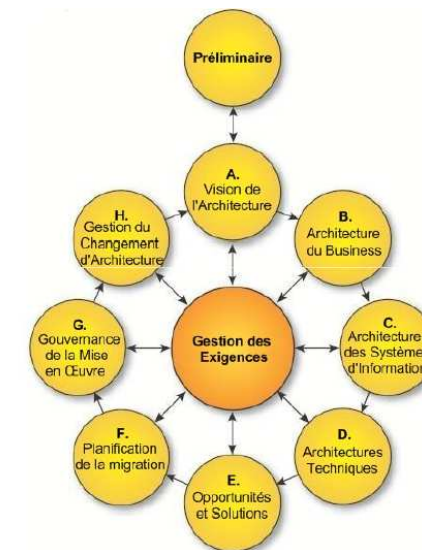 Préliminaire
A.
Vision de
l'Architecture
B.
Architecture
du Business
C.
Architecture
des Système
d'Information
D.
Architectures
Techniques
E.
Opportunités
et Solutions
F.
Planification
de la migration
G.
Gouvernance
de la Mise
en Œuvre
H.
Gestion du
Changement
d'Architecture
Gestion des
Exigences